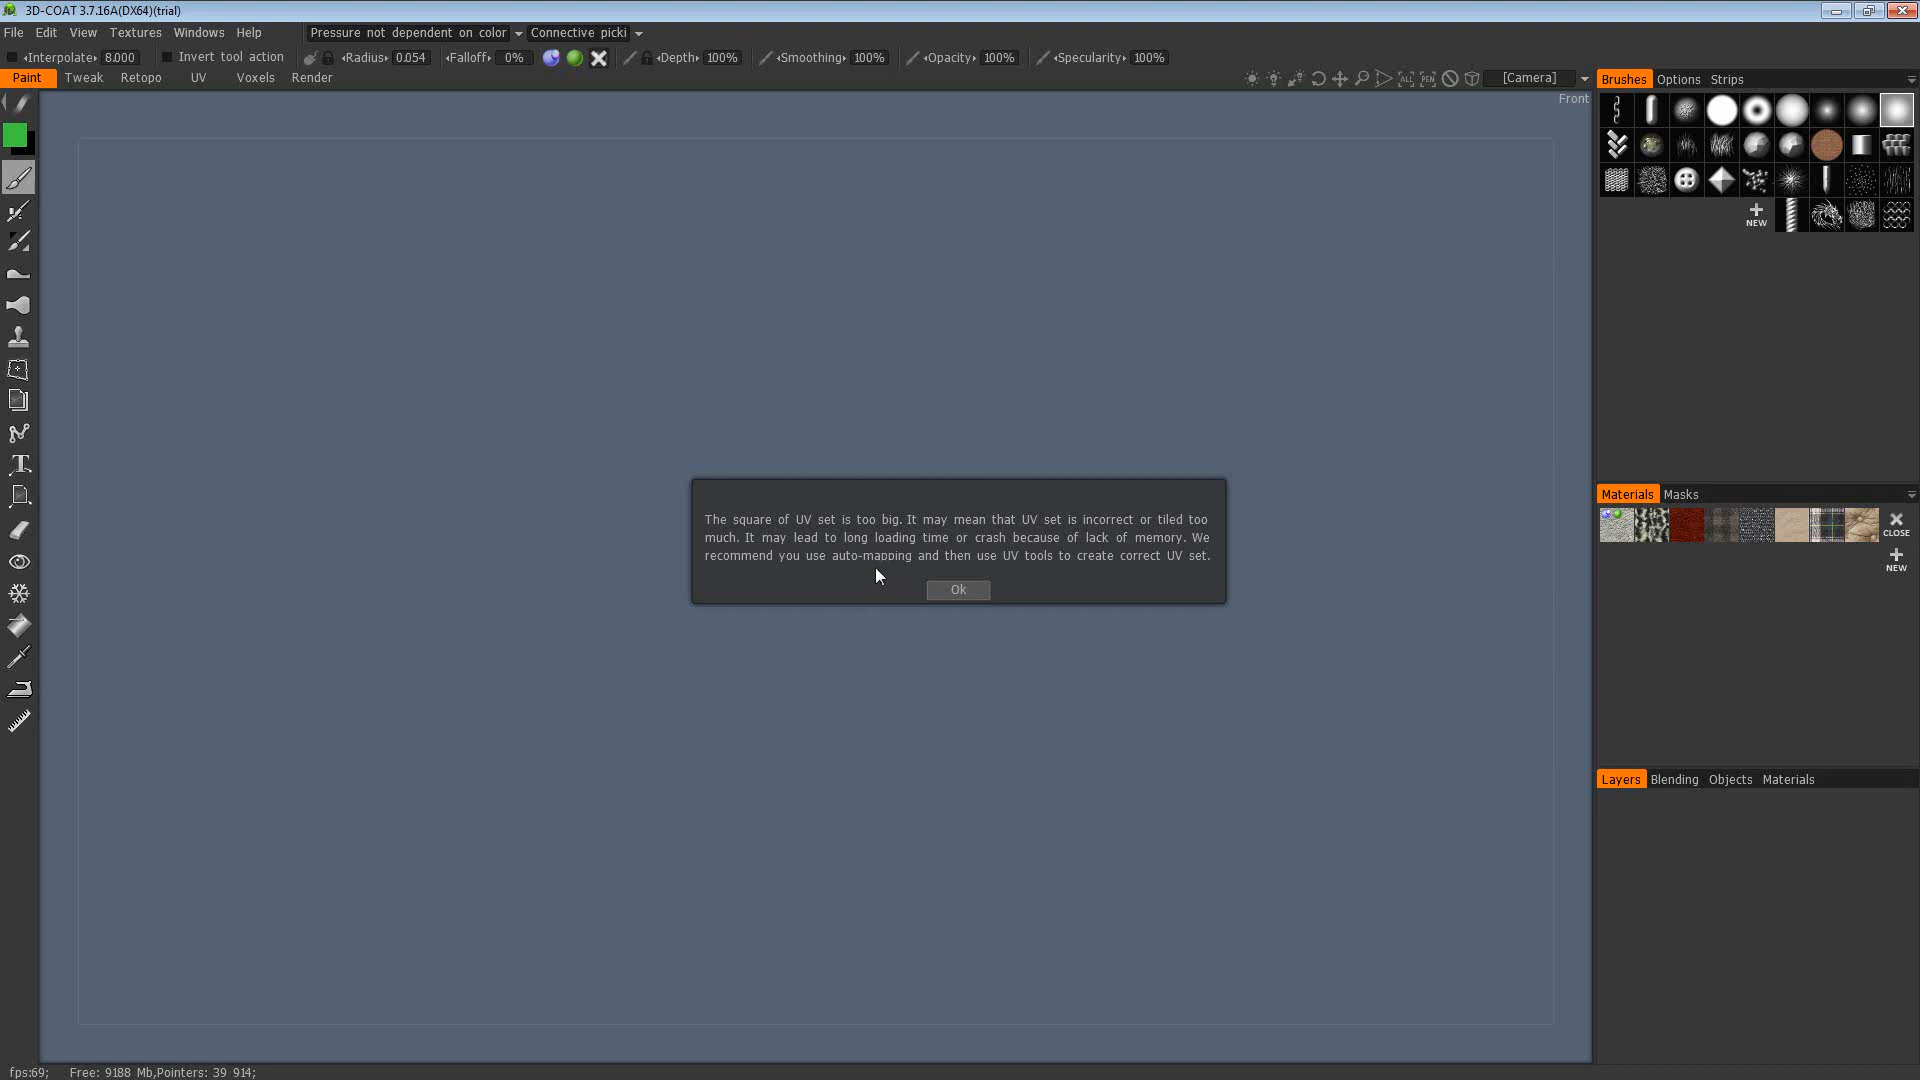 3D-COAT 3.7.16A(DX64)(trial)
File Edit View Textures Windows Help Pressure not dependent on color Connective picki
Interpolate 8.000 Invert tool action Radius 0.054 Falloff 0% Depth 100% Smoothing 100% Opacity 100% Specularity 100%
Paint Tweak Retopo UV Voxels Render ALL PEN [Camera]
Brushes Options Strips
Front
NEW
The square of UV set is too big. It may mean that UV set is incorrect or tiled too
much. It may lead to long loading time or crash because of lack of memory. We
recommend you use auto-mapping and then use UV tools to create correct UV set.
Ok
Materials Masks
CLOSE
NEW
Layers Blending Objects Materials
fps:69; Free: 9188 Mb,Pointers: 39 914;